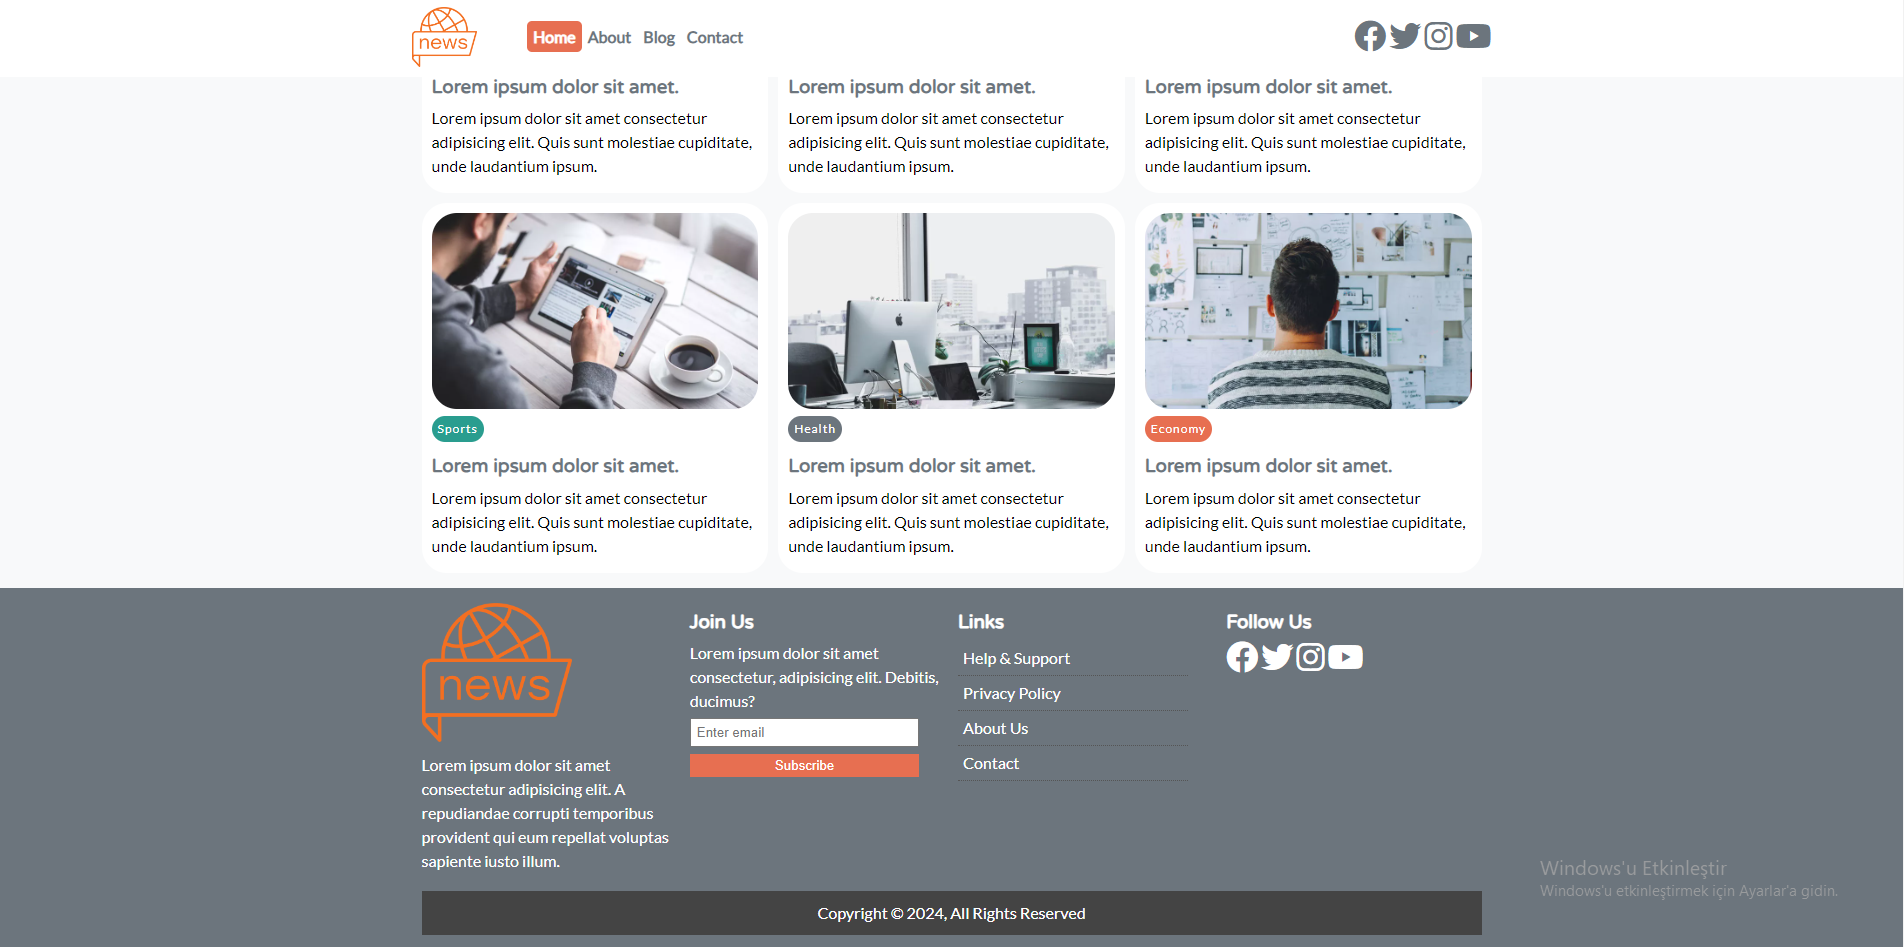 news
Home About Blog Contact
Lorem ipsum dolor sit amet. Lorem ipsum dolor sit amet. Lorem ipsum dolor sit amet.
Lorem ipsum dolor sit amet consectetur
adipisicing elit. Quis sunt molestiae cupiditate,
unde laudantium ipsum.
Lorem ipsum dolor sit amet consectetur
adipisicing elit. Quis sunt molestiae cupiditate,
unde laudantium ipsum.
Lorem ipsum dolor sit amet consectetur
adipisicing elit. Quis sunt molestiae cupiditate,
unde laudantium ipsum.
Sports
Lorem ipsum dolor sit amet.
Lorem ipsum dolor sit amet consectetur
adipisicing elit. Quis sunt molestiae cupiditate,
unde laudantium ipsum.
Health
Lorem ipsum dolor sit amet.
Lorem ipsum dolor sit amet consectetur
adipisicing elit. Quis sunt molestiae cupiditate,
unde laudantium ipsum.
Economy
Lorem ipsum dolor sit amet.
Lorem ipsum dolor sit amet consectetur
adipisicing elit. Quis sunt molestiae cupiditate,
unde laudantium ipsum.
news
Lorem ipsum dolor sit amet
consectetur adipisicing elit. A
repudiandae corrupti temporibus
provident qui eum repellat voluptas
sapiente iusto illum.
Join Us
Lorem ipsum dolor sit amet
consectetur, adipisicing elit. Debitis,
ducimus?
Enter email
Subscribe
Links
Help & Support
Privacy Policy
About Us
Contact
Follow Us
Windows'u Etkinleştir
Windows'u etkinleştirmek için Ayarlar'a gidin.
Copyright © 2024, All Rights Reserved